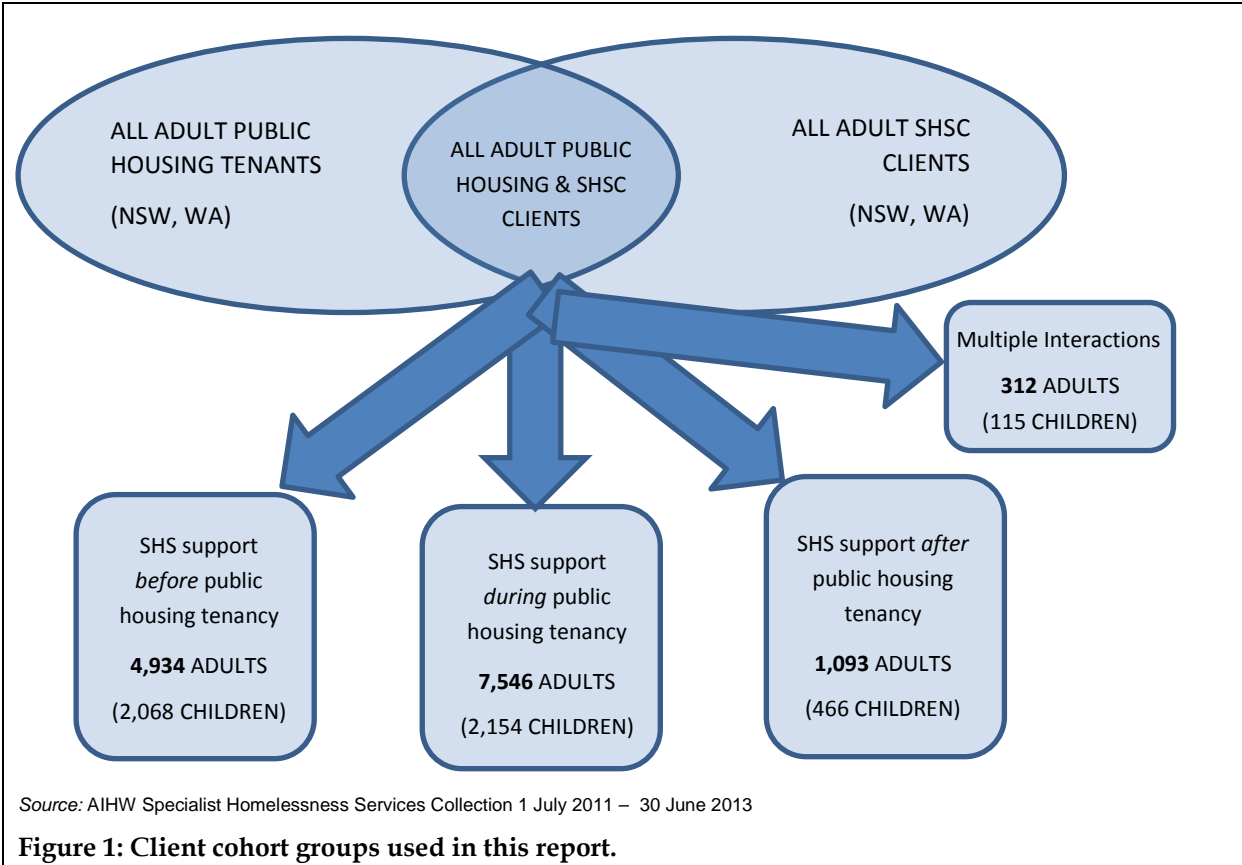 ALL ADULT PUBLIC
HOUSING TENANTS
(NSW, WA)
ALL ADULT PUBLIC
HOUSING & SHSC
CLIENTS
ALL ADULT SHSC
CLIENTS
(NSW, WA)
Multiple Interactions
312 ADULTS
(115 CHILDREN)
SHS support
before public
housing tenancy
4,934 ADULTS
(2,068 CHILDREN)
SHS support
during public
housing tenancy
7,546 ADULTS
(2,154 CHILDREN)
SHS support after
public housing
tenancy
1,093 ADULTS
(466 CHILDREN)
Source: AIHW Specialist Homelessness Services Collection 1 July 2011 – 30 June 2013
Figure 1: Client cohort groups used in this report.